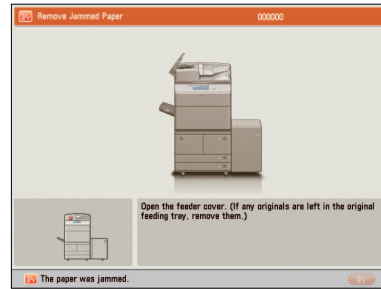 Remove Jammed Paper 000000
Open the feeder cover. (If any originals are left in the original
feeding tray, remove them.)
The paper was jammed.